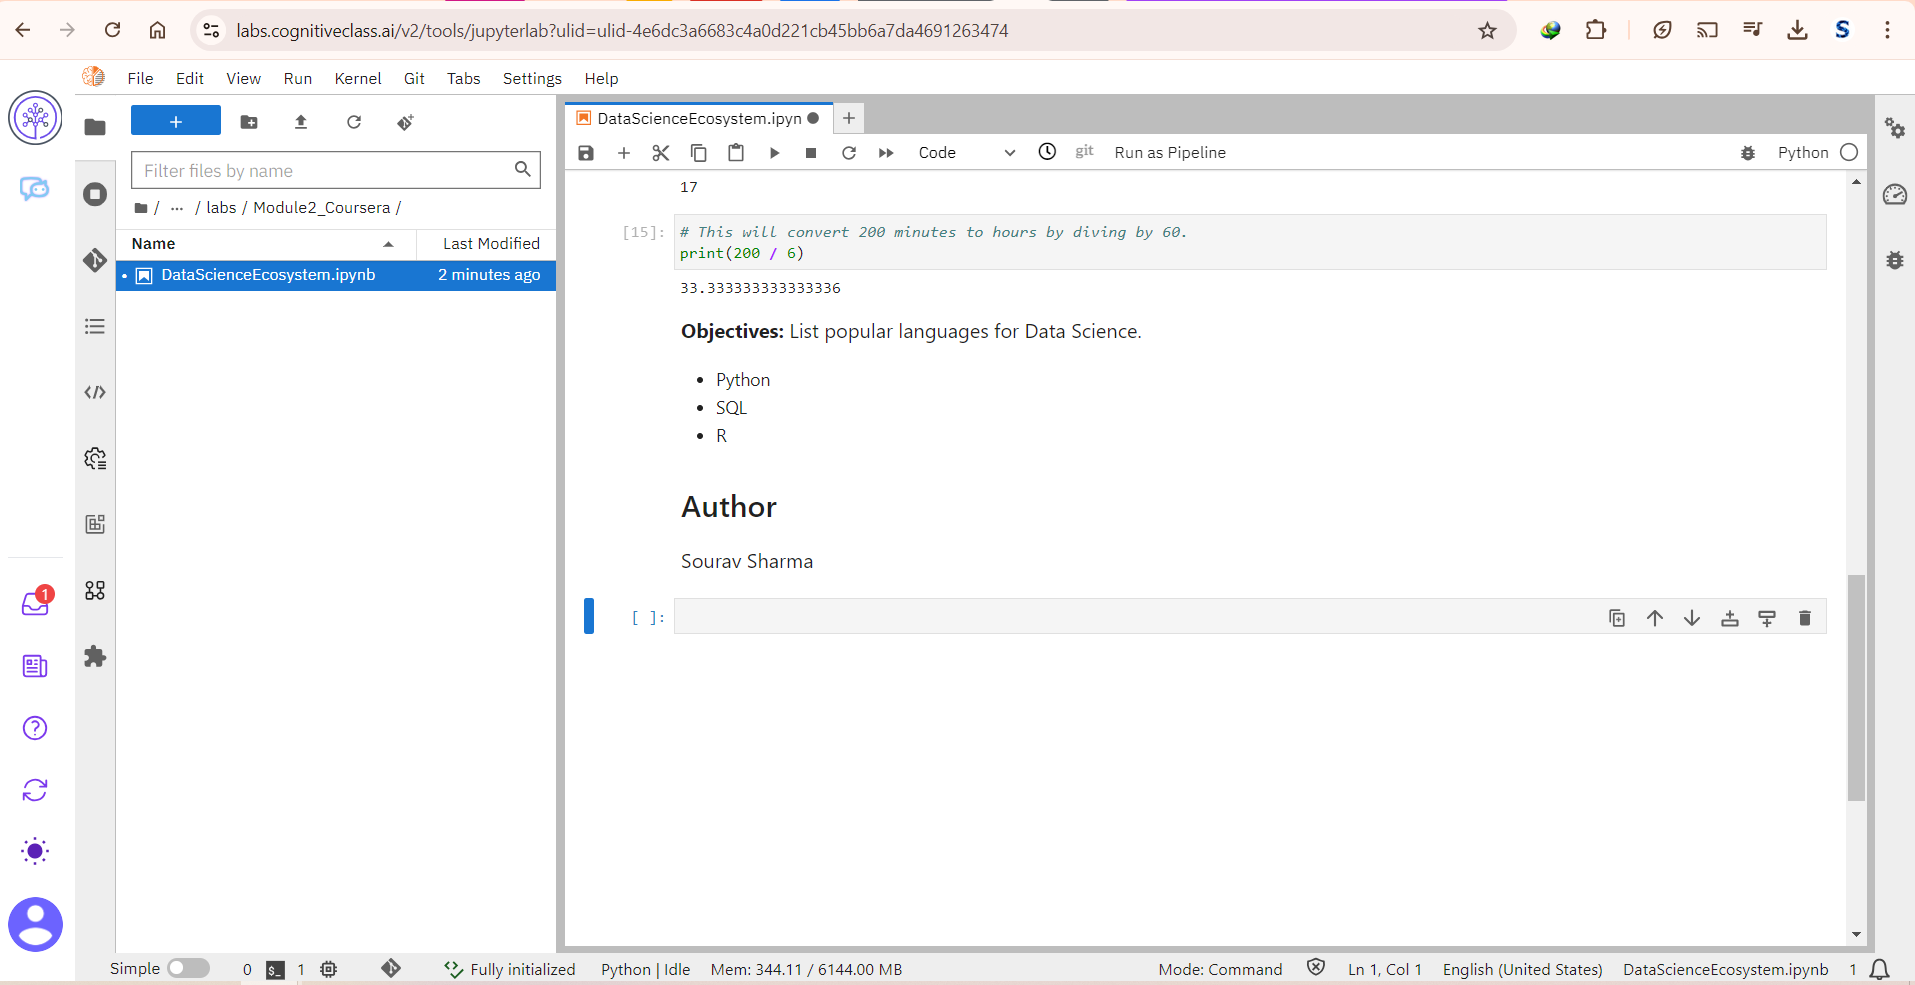 labs.cognitiveclass.ai/v2/tools/jupyterlab?ulid=ulid-4e6dc3a6683c4a0d221cb45bb6a7da4691263474
S
File Edit View Run Kernel Git Tabs Settings Help
+
Filter files by name
/ ... / labs / Module2_Coursera /
Name Last Modified
DataScienceEcosystem.ipynb 2 minutes ago
1
DataScienceEcosystem.ipyn
Code git Run as Pipeline Python
17
[15]: # This will convert 200 minutes to hours by diving by 60.
print(200 / 6)
33.333333333333336
Objectives: List popular languages for Data Science.
• Python
• SQL
• R
Author
Sourav Sharma
[ ]:
Simple 0 $_ 1 Fully initialized Python | Idle Mem: 344.11 / 6144.00 MB Mode: Command Ln 1, Col 1 English (United States) DataScienceEcosystem.ipynb 1